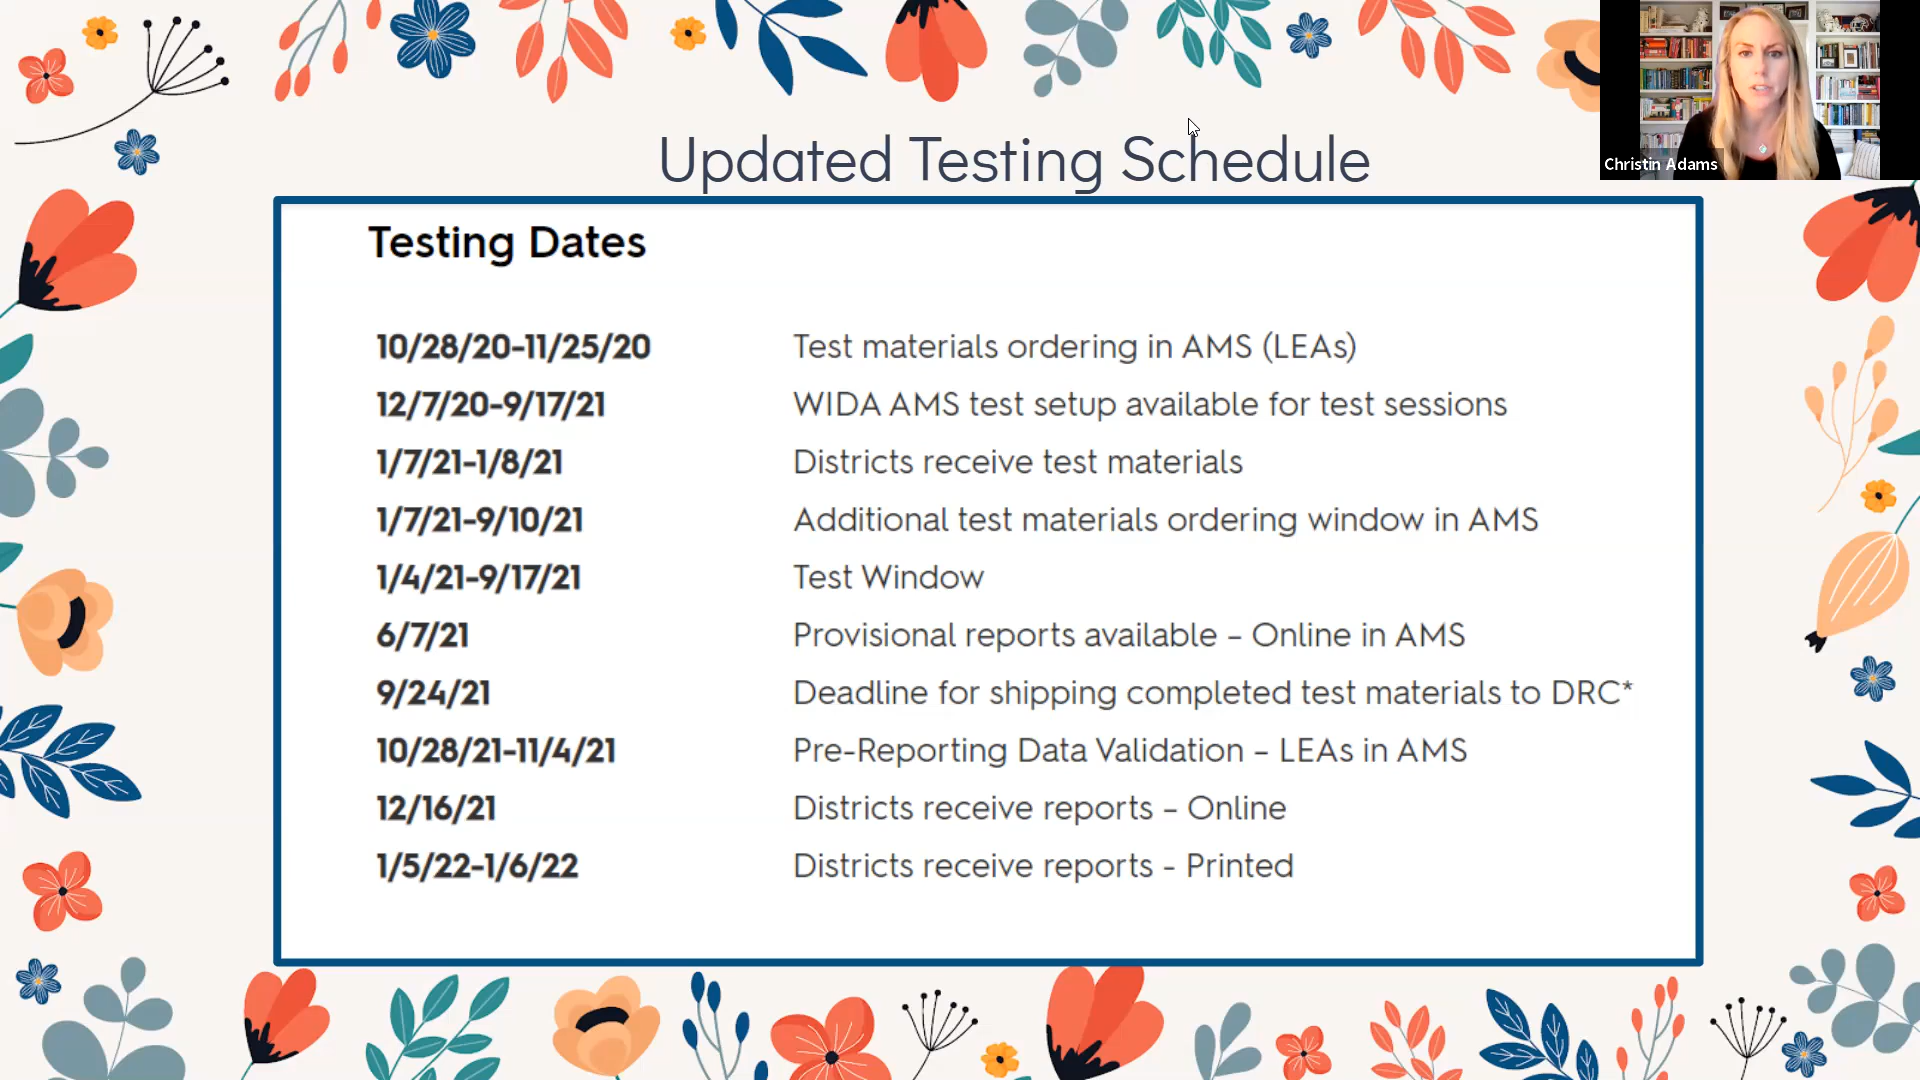 Updated Testing Schedule
Christin Adams
Testing Dates
10/28/20-11/25/20 Test materials ordering in AMS (LEAs)
12/7/20-9/17/21 WIDA AMS test setup available for test sessions
1/7/21-1/8/21 Districts receive test materials
1/7/21-9/10/21 Additional test materials ordering window in AMS
1/4/21-9/17/21 Test Window
6/7/21 Provisional reports available – Online in AMS
9/24/21 Deadline for shipping completed test materials to DRC*
10/28/21-11/4/21 Pre-Reporting Data Validation – LEAs in AMS
12/16/21 Districts receive reports – Online
1/5/22-1/6/22 Districts receive reports - Printed